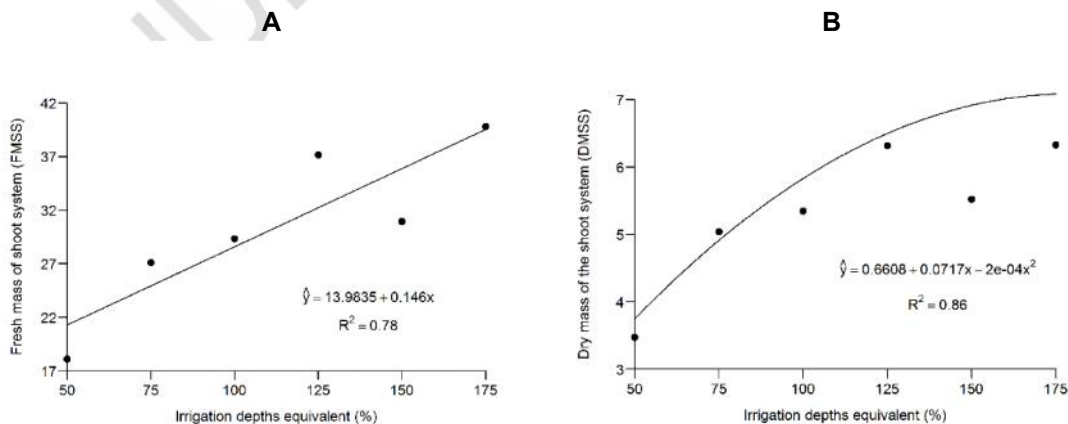 A
B
Fresh mass of shoot system (FMSS)
42
37
32
27
22
17
ŷ = 13.9835 + 0.146x
R² = 0.78
50 75 100 125 150 175
Irrigation depths equivalent (%)
Dry mass of the shoot system (DMSS)
7
6
5
4
3
ŷ = 0.6608 + 0.0717x − 2e−04x²
R² = 0.86
50 75 100 125 150 175
Irrigation depths equivalent (%)